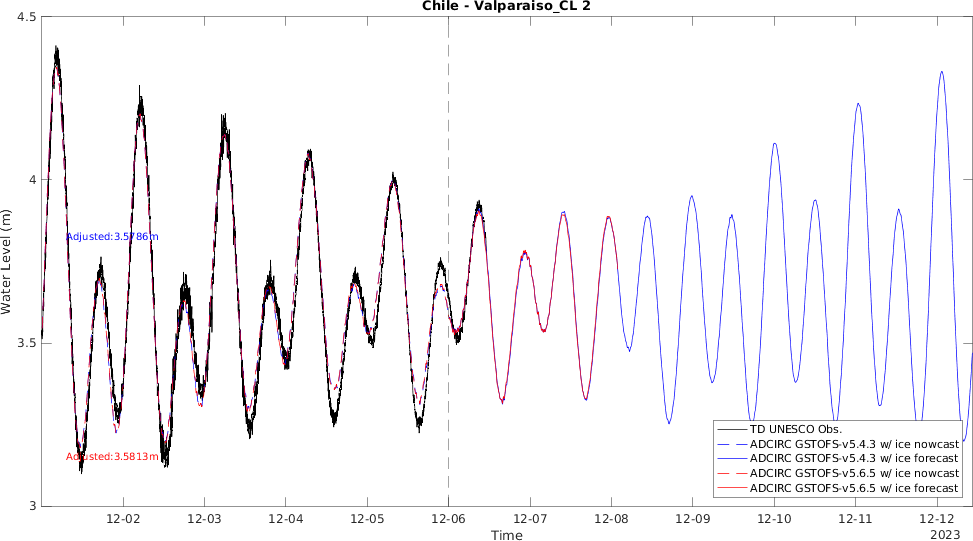 Chile - Valparaiso_CL 2
4.5
4
3.5
3
Water Level (m)
Adjusted:3.5786m
Adjusted:3.5813m
TD UNESCO Obs.
ADCIRC GSTOFS-v5.4.3 w/ ice nowcast
ADCIRC GSTOFS-v5.4.3 w/ ice forecast
ADCIRC GSTOFS-v5.6.5 w/ ice nowcast
ADCIRC GSTOFS-v5.6.5 w/ ice forecast
12-02 12-03 12-04 12-05 12-06 12-07 12-08 12-09 12-10 12-11 12-12
Time
2023